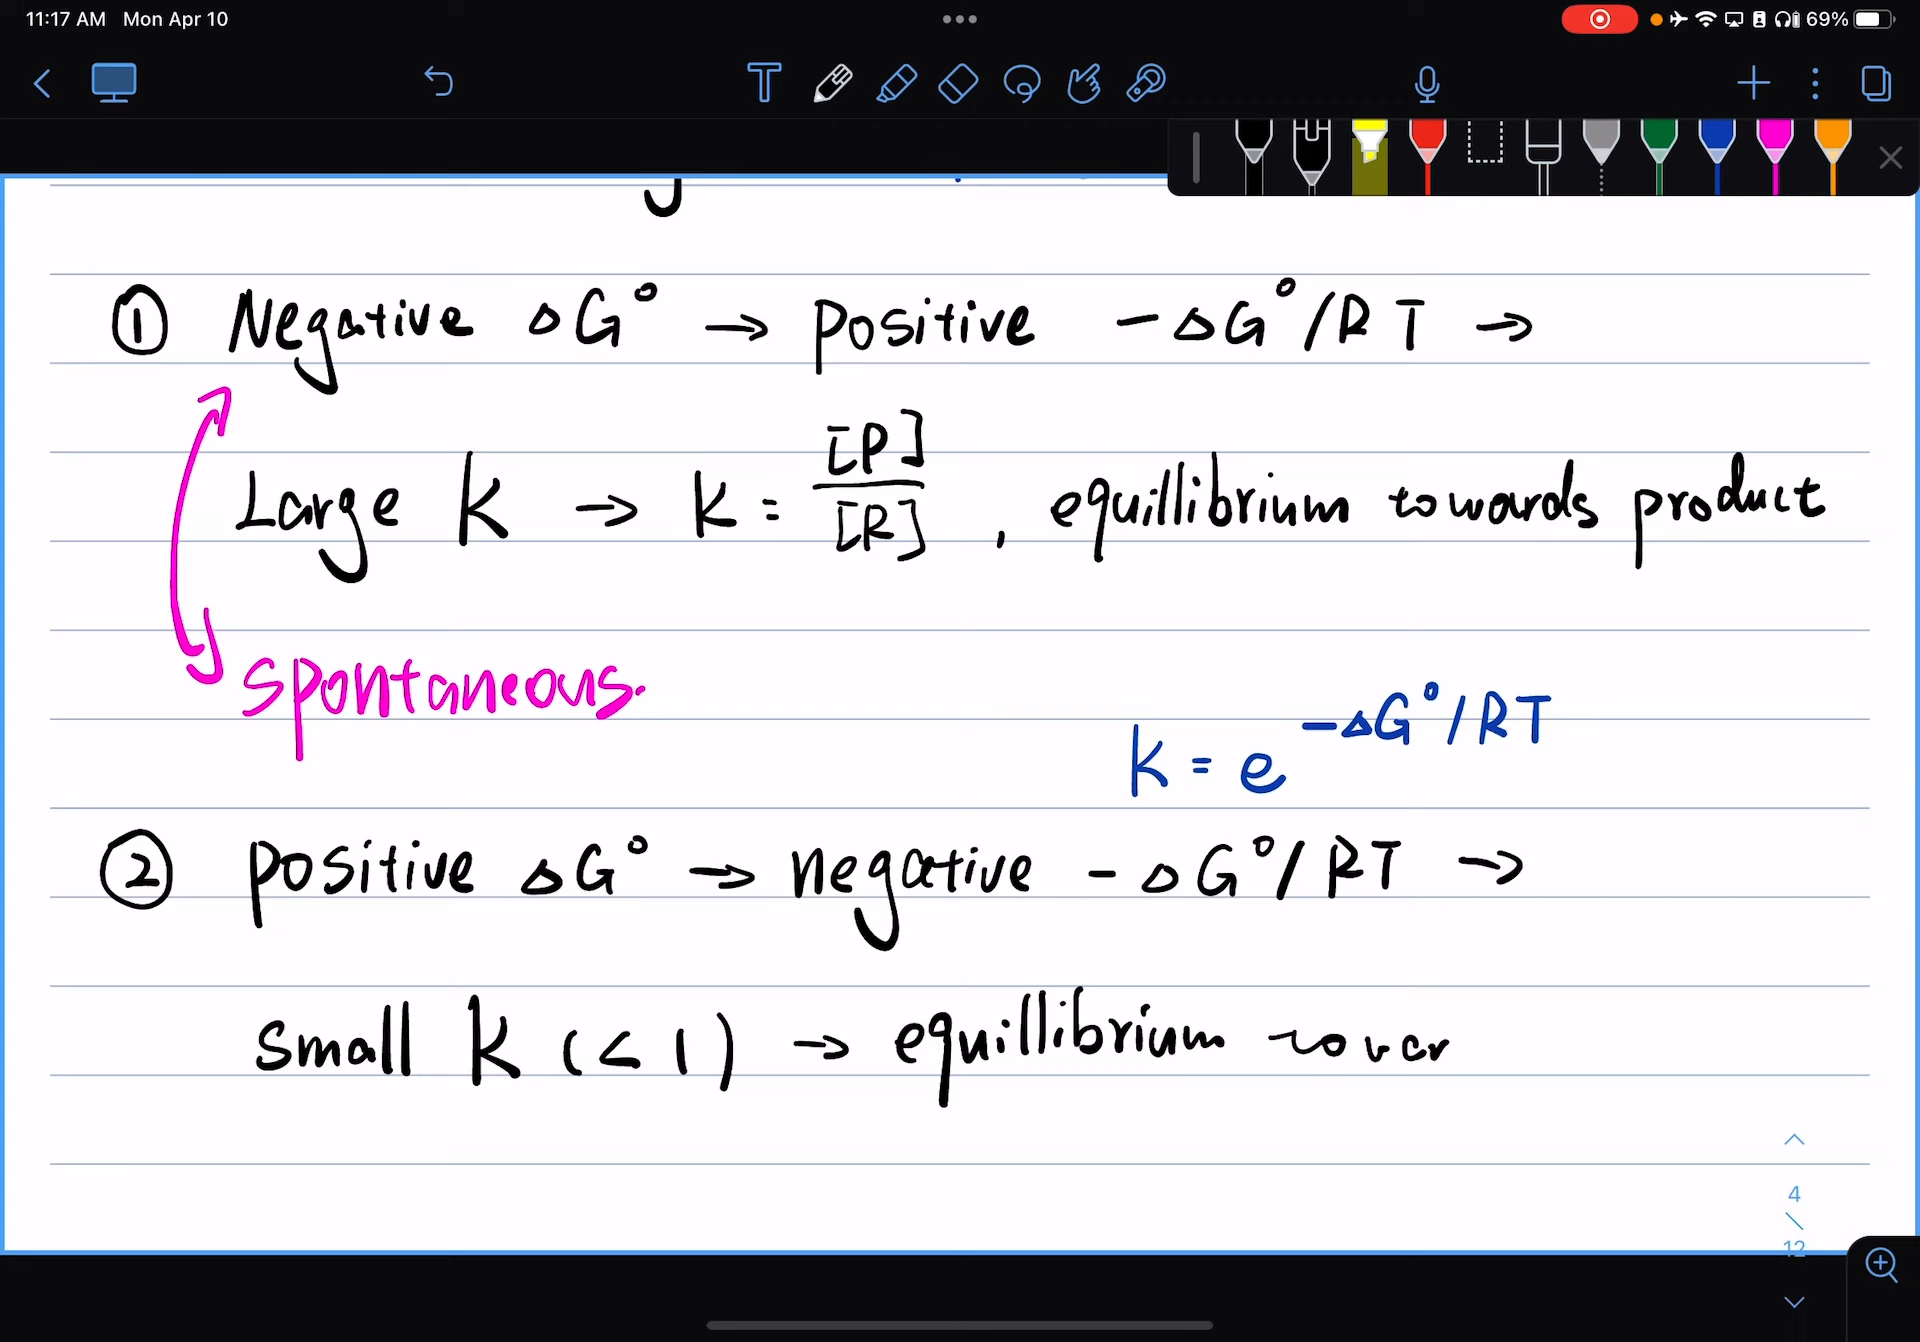 11:17 AM Mon Apr 10
69%
① Negative ΔG° → positive -ΔG°/RT →
Large K → K = [P]/[R] , equillibrium towards product
spontaneous.
K = e^-ΔG°/RT
② positive ΔG° → negative -ΔG°/RT →
small K (<1) → equillibrium
4
12